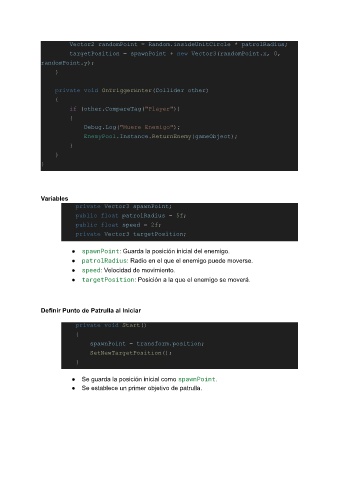 Vector2 randomPoint = Random.insideUnitCircle * patrolRadius;
targetPosition = spawnPoint + new Vector3(randomPoint.x, 0,
randomPoint.y);
}
private void OnTriggerEnter(Collider other)
{
if (other.CompareTag("Player"))
{
Debug.Log("Muere Enemigo");
EnemyPool.Instance.ReturnEnemy(gameObject);
}
}
}
Variables
private Vector3 spawnPoint;
public float patrolRadius = 5f;
public float speed = 2f;
private Vector3 targetPosition;
● spawnPoint: Guarda la posición inicial del enemigo.
● patrolRadius: Radio en el que el enemigo puede moverse.
● speed: Velocidad de movimiento.
● targetPosition: Posición a la que el enemigo se moverá.
Definir Punto de Patrulla al Iniciar
private void Start()
{
spawnPoint = transform.position;
SetNewTargetPosition();
}
● Se guarda la posición inicial como spawnPoint.
● Se establece un primer objetivo de patrulla.